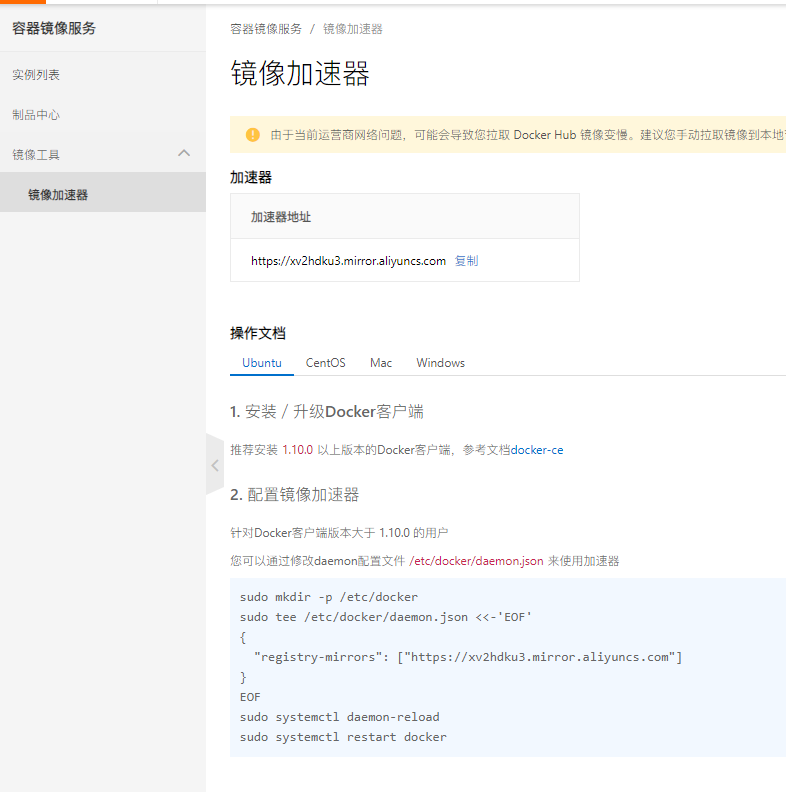 容器镜像服务
实例列表
制品中心
镜像工具
镜像加速器
容器镜像服务 / 镜像加速器
镜像加速器
由于当前运营商网络问题，可能会导致您拉取 Docker Hub 镜像变慢。建议您手动拉取镜像到本地
加速器
加速器地址
https://xv2hdku3.mirror.aliyuncs.com 复制
操作文档
Ubuntu CentOS Mac Windows
1. 安装 / 升级Docker客户端
推荐安装 1.10.0 以上版本的Docker客户端，参考文档docker-ce
2. 配置镜像加速器
针对Docker客户端版本大于 1.10.0 的用户
您可以通过修改daemon配置文件 /etc/docker/daemon.json 来使用加速器
sudo mkdir -p /etc/docker
sudo tee /etc/docker/daemon.json <<-'EOF'
{
  "registry-mirrors": ["https://xv2hdku3.mirror.aliyuncs.com"]
}
EOF
sudo systemctl daemon-reload
sudo systemctl restart docker